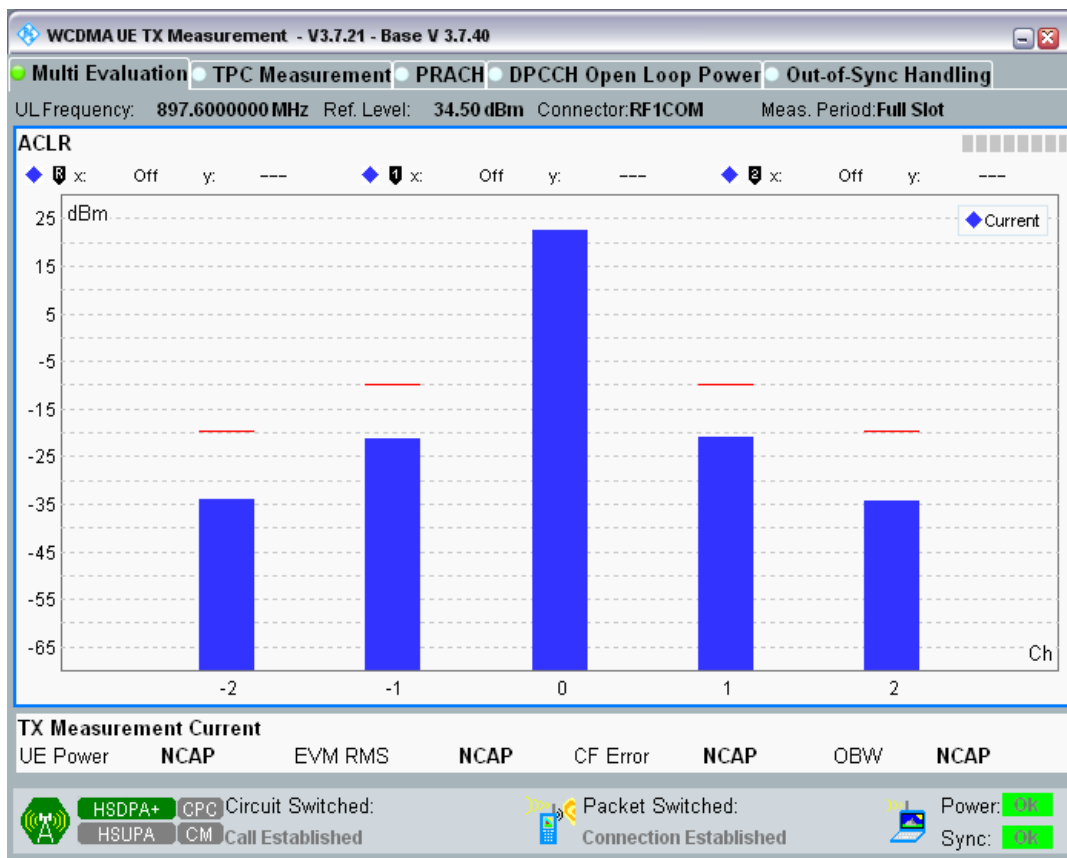 WCDMA UE TX Measurement - V3.7.21 - Base V 3.7.40
Multi Evaluation TPC Measurement PRACH DPCCH Open Loop Power Out-of-Sync Handling
UL Frequency: 897.6000000 MHz Ref. Level: 34.50 dBm Connector:RF1COM Meas. Period:Full Slot
ACLR
R x: Off y: --- 1 x: Off y: --- 2 x: Off y: ---
dBm
Current
25
15
5
-5
-15
-25
-35
-45
-55
-65
Ch
-2 -1 0 1 2
TX Measurement Current
UE Power NCAP EVM RMS NCAP CF Error NCAP OBW NCAP
HSDPA+ CPC Circuit Switched: Packet Switched: Power: Ok
HSUPA CM Call Established Connection Established Sync: Ok